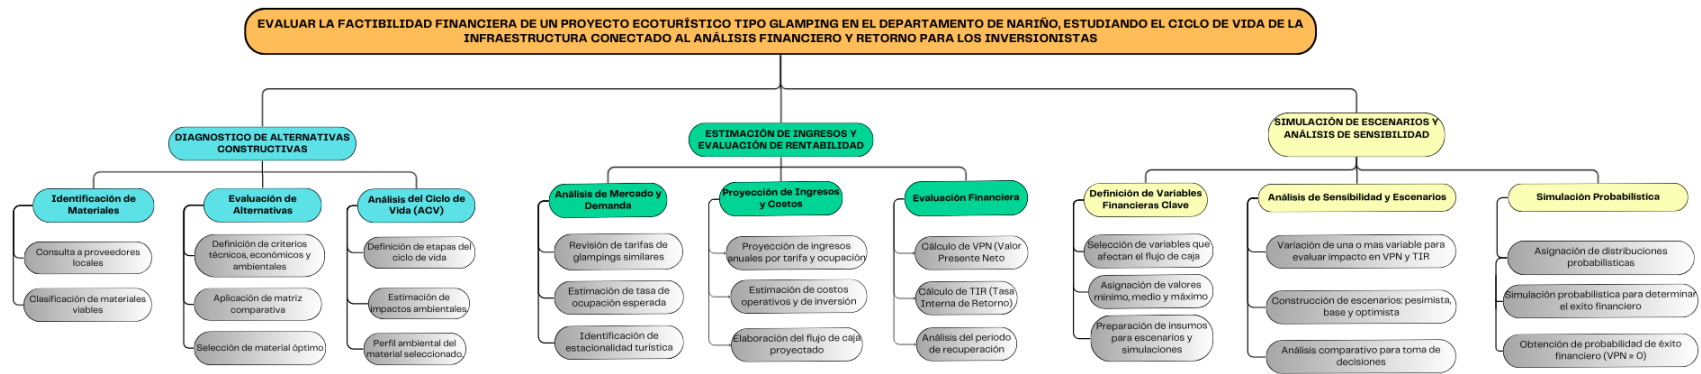 EVALUAR LA FACTIBILIDAD FINANCIERA DE UN PROYECTO ECOTURÍSTICO TIPO GLAMPING EN EL DEPARTAMENTO DE NARIÑO, ESTUDIANDO EL CICLO DE VIDA DE LA
INFRAESTRUCTURA CONECTADO AL ANÁLISIS FINANCIERO Y RETORNO PARA LOS INVERSIONISTAS
DIAGNOSTICO DE ALTERNATIVAS
CONSTRUCTIVAS
Identificación de
Materiales
Consulta a proveedores
locales
Clasificación de materiales
viables
Evaluación de
Alternativas
Definición de criterios
técnicos, económicos y
ambientales
Aplicación de matriz
comparativa
Selección de material óptimo
Análisis del Ciclo de
Vida (ACV)
Definición de etapas del
ciclo de vida
Estimación de
impactos ambientales
Perfil ambiental del
material seleccionado,
ESTIMACIÓN DE INGRESOS Y
EVALUACIÓN DE RENTABILIDAD
Análisis de Mercado y
Demanda
Revisión de tarifas de
glampings similares
Estimación de tasa de
ocupación esperada
Identificación de
estacionalidad turística
Proyección de Ingresos
y Costos
Proyección de ingresos
anuales por tarifa y ocupación
Estimación de costos
operativos y de inversión
Elaboración del flujo de caja
proyectado
Evaluación Financiera
Cálculo de VPN (Valor
Presente Neto
Cálculo de TIR (Tasa
Interna de Retorno)
Análisis del periodo
de recuperación
SIMULACIÓN DE ESCENARIOS Y
ANÁLISIS DE SENSIBILIDAD
Definición de Variables
Financieras Clave
Selección de variables que
afectan el flujo de caja
Asignación de valores
mínimo, medio y máximo
Preparación de insumos
para escenarios y
simulaciones
Análisis de Sensibilidad y Escenarios
Variación de una o mas variable para
evaluar impacto en VPN y TIR
Construcción de escenarios: pesimista,
base y optimista
Análisis comparativo para toma de
decisiones
Simulación Probabilística
Asignación de distribuciones
probabilísticas
Simulación probabilistica para determinar
el exito financiero
Obtención de probabilidad de éxito
financiero (VPN ≥ 0)